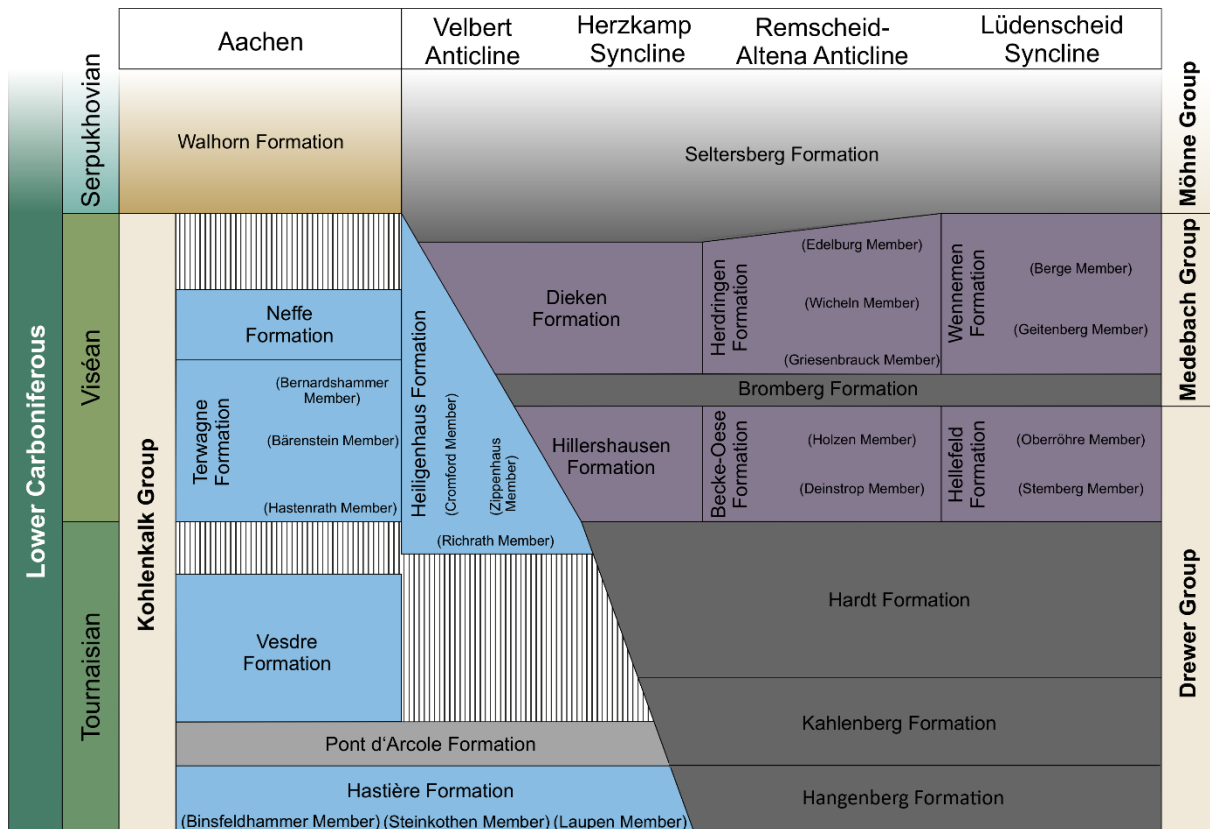 Aachen
Velbert
Anticline
Herzkamp
Syncline
Remscheid-
Altena Anticline
Lüdenscheid
Syncline
Lower Carboniferous
Serpukhovian
Viséan
Tournaisian
Kohlenkalk Group
Walhorn Formation
Seltersberg Formation
Möhne Group
Neffe
Formation
Terwagne
Formation
(Bernardshammer
Member)
(Bärenstein Member)
(Hastenrath Member)
Heiligenhaus Formation
(Cromford Member)
(Zippenhaus
Member)
(Richrath Member)
Dieken
Formation
Herdringen
Formation
(Edelburg Member)
(Wicheln Member)
(Griesenbrauck Member)
Wennemen
Formation
(Berge Member)
(Geitenberg Member)
Medebach Group
Bromberg Formation
Hillershausen
Formation
Becke-Oese
Formation
(Holzen Member)
(Deinstrop Member)
Hellefeld
Formation
(Oberröhre Member)
(Stemberg Member)
Vesdre
Formation
Hardt Formation
Drewer Group
Kahlenberg Formation
Pont d‘Arcole Formation
Hastière Formation
(Binsfeldhammer Member) (Steinkothen Member) (Laupen Member)
Hangenberg Formation